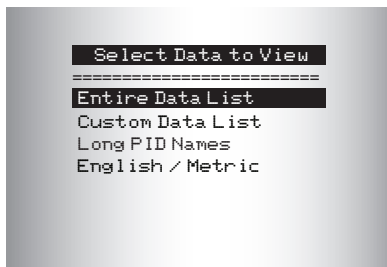 Select Data to View
=========================
Entire Data List
Custom Data List
Long PID Names
English / Metric